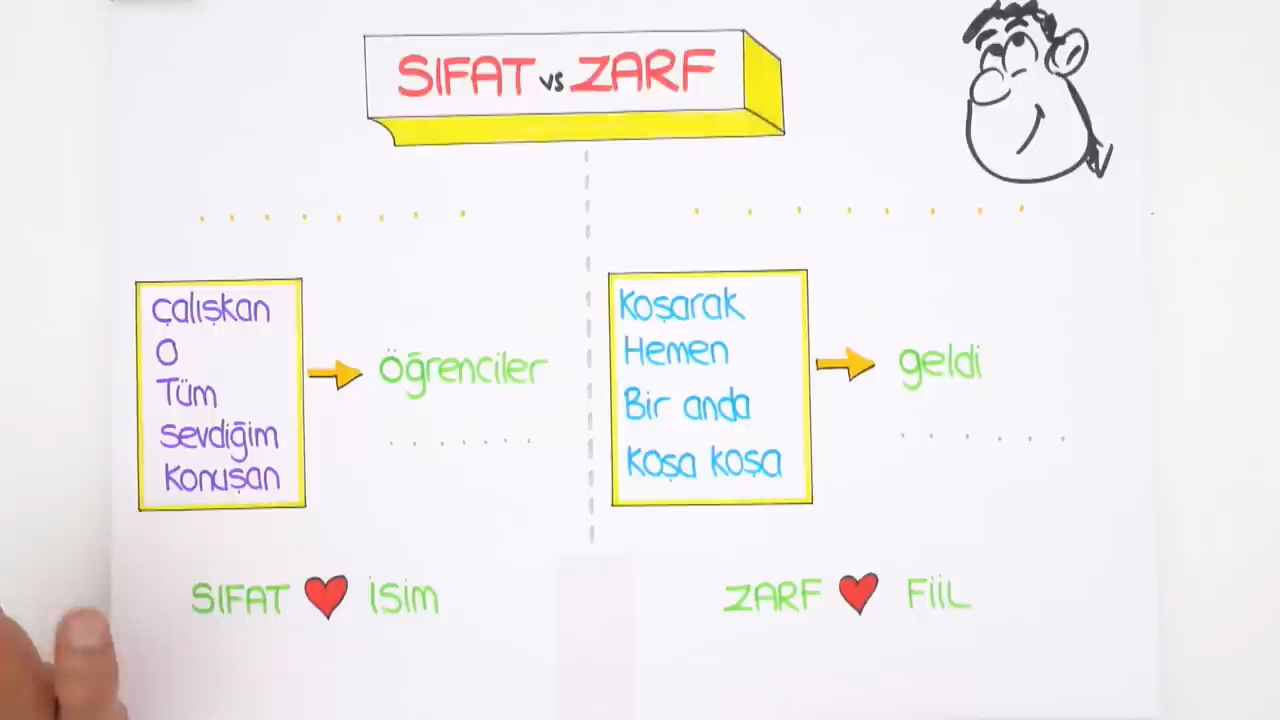 SIFAT vs ZARF
Çalışkan
O
Tüm
Sevdiğim
Konuşan
öğrenciler
Koşarak
Hemen
Bir anda
Koşa koşa
geldi
SIFAT ❤ İSİM
ZARF ❤ FİİL